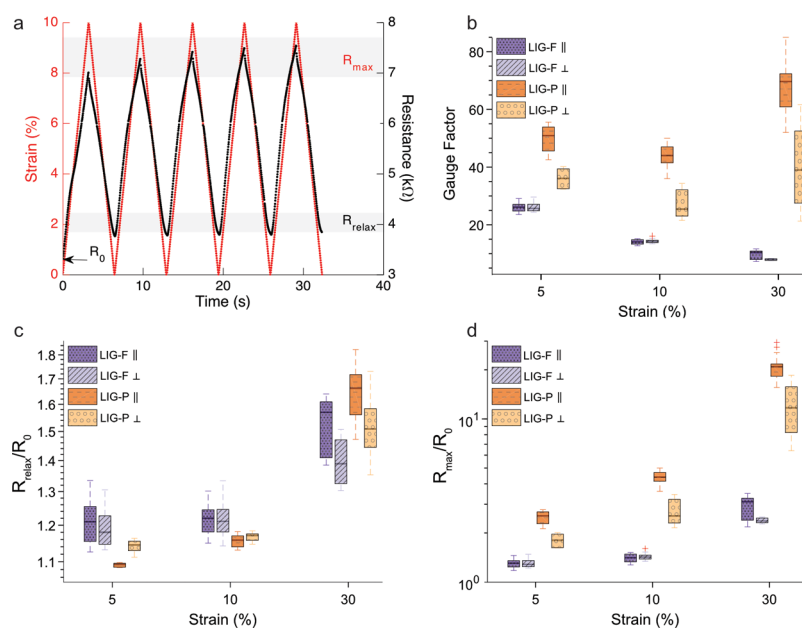 a
10%
8
6
4
2
0
Strain (%)
8
7
6
5
4
3
Resistance (kΩ)
R_max
R_relax
R_0
0
10
20
30
40
Time (s)
b
LIG-F ||
LIG-F ⊥
LIG-P ||
LIG-P ⊥
80
60
40
20
Gauge Factor
5
10
30
Strain (%)
c
LIG-F ||
LIG-F ⊥
LIG-P ||
LIG-P ⊥
1.8
1.7
1.6
1.5
1.4
1.3
1.2
1.1
R_relax/R_0
5
10
30
Strain (%)
d
LIG-F ||
LIG-F ⊥
LIG-P ||
LIG-P ⊥
10^1
10^0
R_max/R_0
5
10
30
Strain (%)